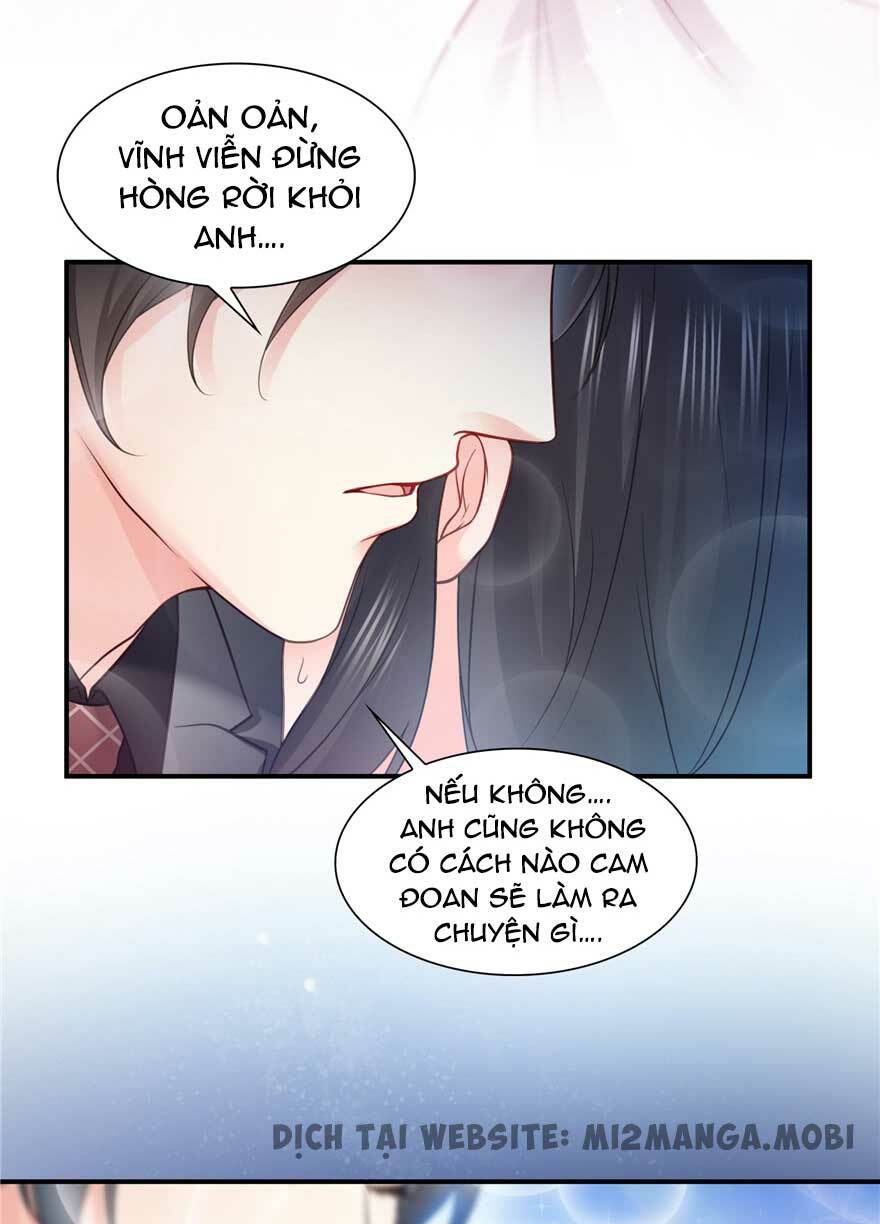 OẢN OẢN,
VĨNH VIỄN ĐỪNG
HÒNG RỜI KHỎI
ANH....
NẾU KHÔNG....
ANH CŨNG KHÔNG
CÓ CÁCH NÀO CAM
ĐOAN SẼ LÀM RA
CHUYỆN GÌ....
DỊCH TẠI WEBSITE: MI2MANGA.MOBI